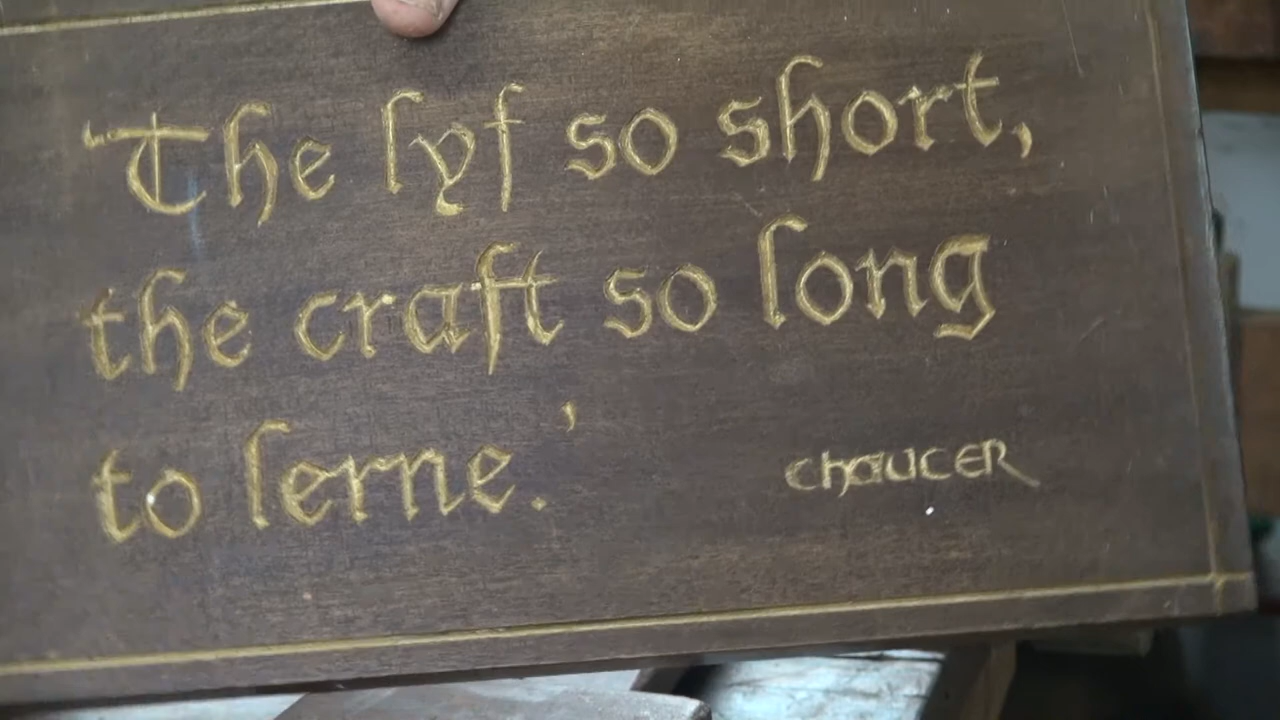 'The lyf so short,
the craft so long
to lerne.'
CHAUCER